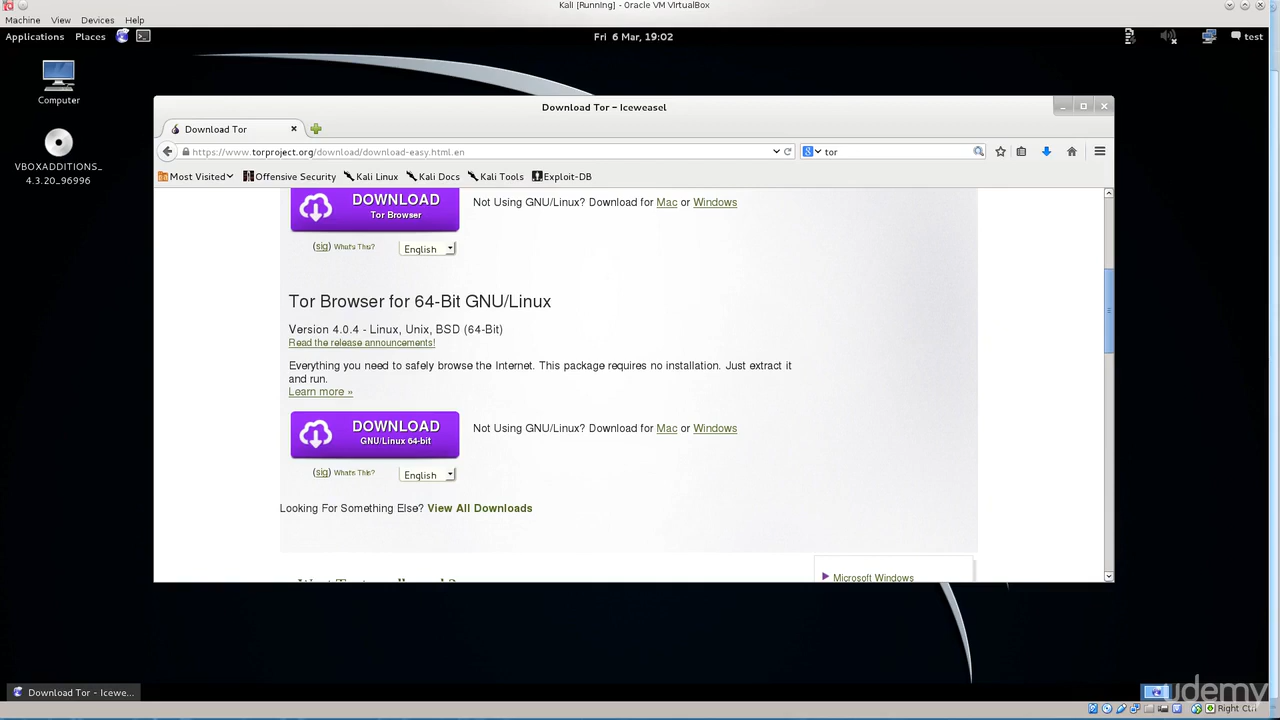 Kali [Running] - Oracle VM VirtualBox
Machine View Devices Help
Applications Places Fri 6 Mar, 19:02 test
Computer
VBOXADDITIONS_
4.3.20_96996
Download Tor - Iceweasel
Download Tor
https://www.torproject.org/download/download-easy.html.en
tor
Most Visited Offensive Security Kali Linux Kali Docs Kali Tools Exploit-DB
DOWNLOAD
Tor Browser
Not Using GNU/Linux? Download for Mac or Windows
(sig) What's This? English
Tor Browser for 64-Bit GNU/Linux
Version 4.0.4 - Linux, Unix, BSD (64-Bit)
Read the release announcements!
Everything you need to safely browse the Internet. This package requires no installation. Just extract it
and run.
Learn more »
DOWNLOAD
GNU/Linux 64-bit
Not Using GNU/Linux? Download for Mac or Windows
(sig) What's This? English
Looking For Something Else? View All Downloads
Microsoft Windows
Download Tor - Icewe...
udemy
Right Ctrl